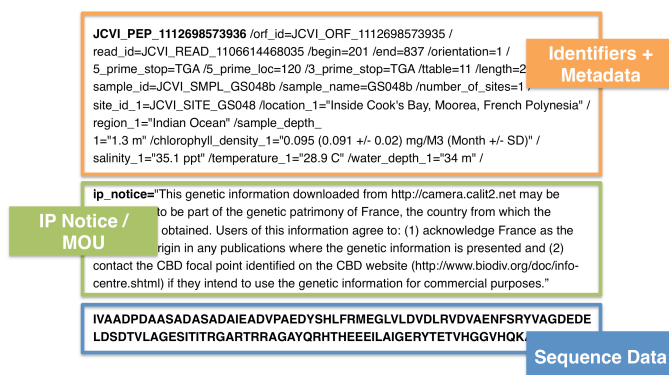 JCVI_PEP_1112698573936 /orf_id=JCVI_ORF_1112698573935 /
read_id=JCVI_READ_1106614468035 /begin=201 /end=837 /orientation=1 /
5_prime_stop=TGA /5_prime_loc=120 /3_prime_stop=TGA /ttable=11 /length=2
sample_id=JCVI_SMPL_GS048b /sample_name=GS048b /number_of_sites=1 /
site_id_1=JCVI_SITE_GS048 /location_1="Inside Cook's Bay, Moorea, French Polynesia" /
region_1="Indian Ocean" /sample_depth_
1="1.3 m" /chlorophyll_density_1="0.095 (0.091 +/- 0.02) mg/M3 (Month +/- SD)" /
salinity_1="35.1 ppt" /temperature_1="28.9 C" /water_depth_1="34 m" /
Identifiers +
Metadata
ip_notice="This genetic information downloaded from http://camera.calit2.net may be
to be part of the genetic patrimony of France, the country from which the
obtained. Users of this information agree to: (1) acknowledge France as the
rigin in any publications where the genetic information is presented and (2)
contact the CBD focal point identified on the CBD website (http://www.biodiv.org/doc/info-
centre.shtml) if they intend to use the genetic information for commercial purposes."
IP Notice /
MOU
IVAADPDAASADASADAIEADVPAEDYSHLFRMEGLVLDVDLRVDVAENFSRYVAGDEDE
LDSDTVLAGESITITRGARTRRAGAYQRHTHEEEILAIGERYTETVHGGVHQK
Sequence Data